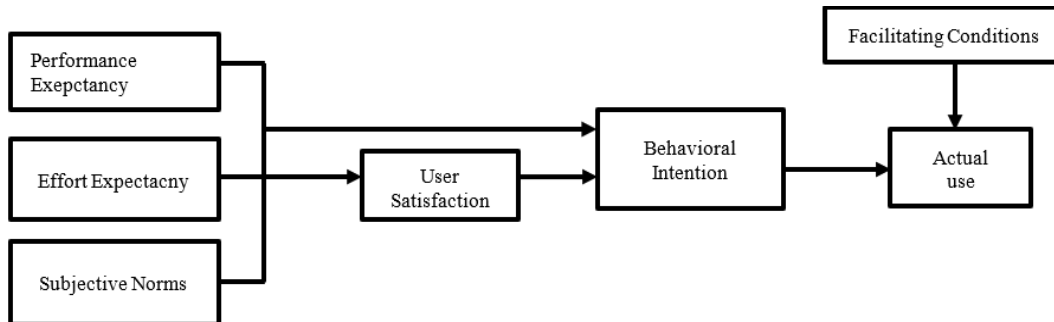 Performance
Exepctancy
Effort Expectacny
Subjective Norms
User
Satisfaction
Behavioral
Intention
Facilitating Conditions
Actual
use